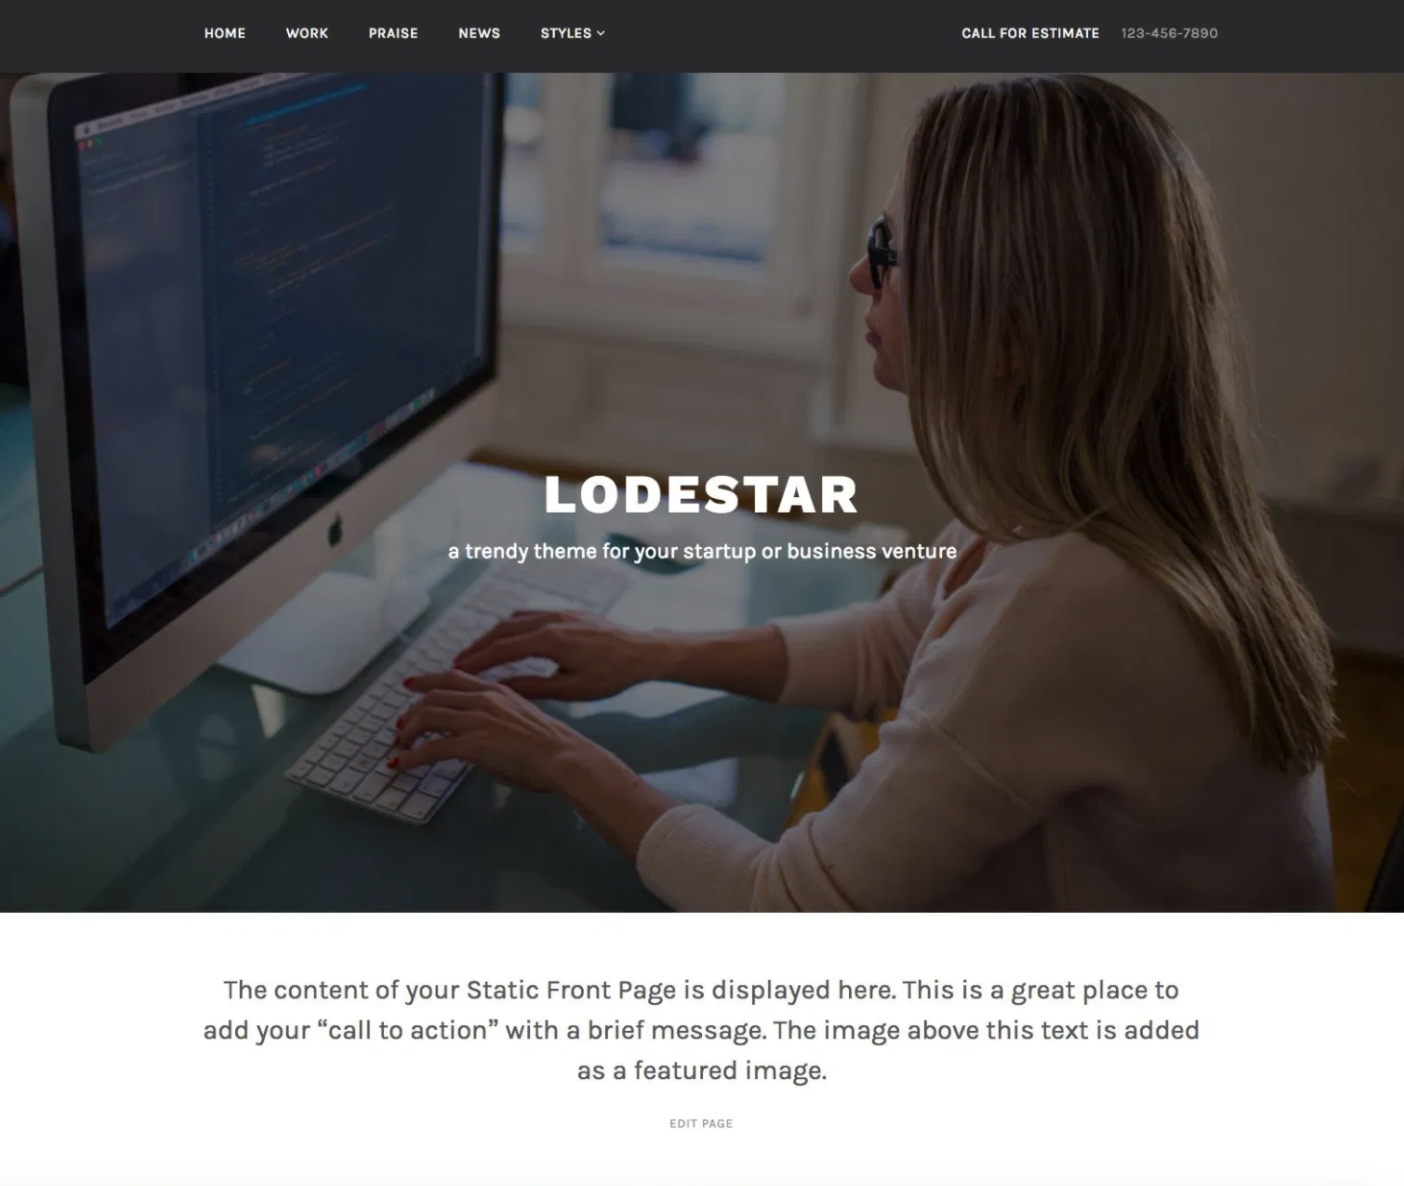 HOME WORK PRAISE NEWS STYLES CALL FOR ESTIMATE 123-456-7890
LODESTAR
a trendy theme for your startup or business venture
The content of your Static Front Page is displayed here. This is a great place to
add your “call to action” with a brief message. The image above this text is added
as a featured image.
EDIT PAGE